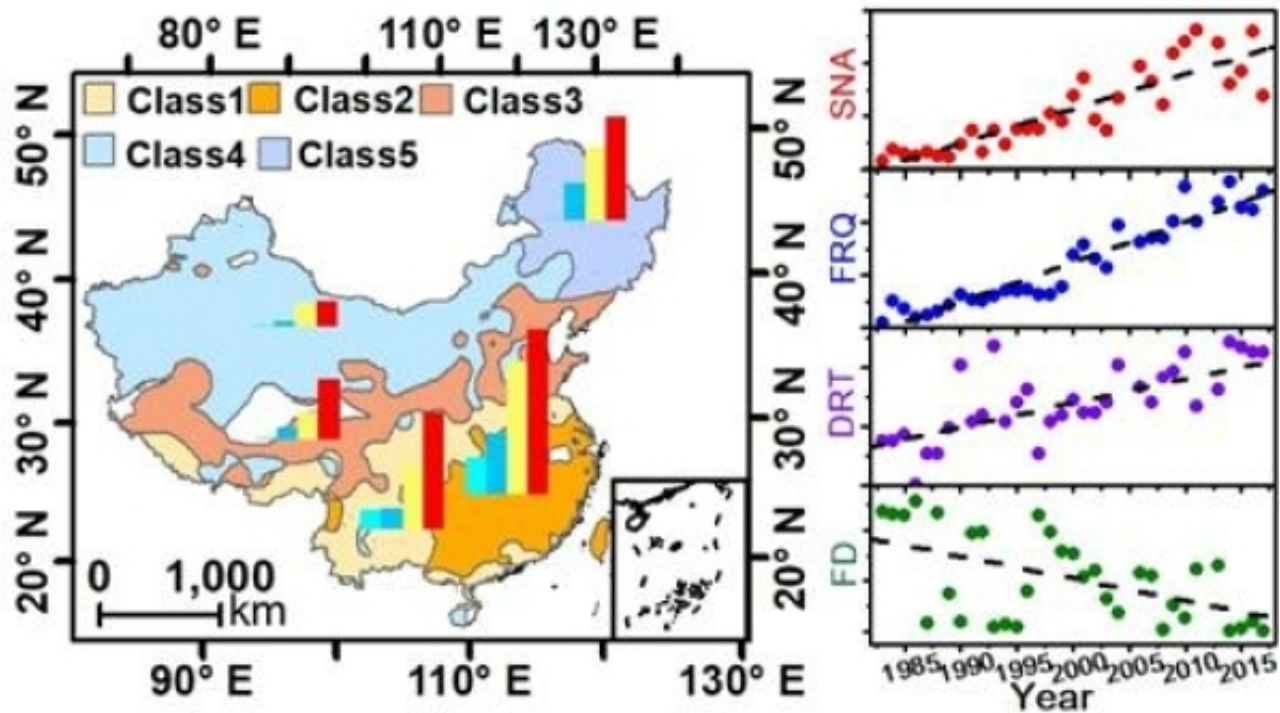 80° E 110° E 130° E
Class1 Class2 Class3
Class4 Class5
50° N
40° N
30° N
20° N
50° N
40° N
30° N
20° N
0 1,000
km
90° E 110° E 130° E
SNA
FRQ
DRT
FD
1985 1990 1995 2000 2005 2010 2015
Year